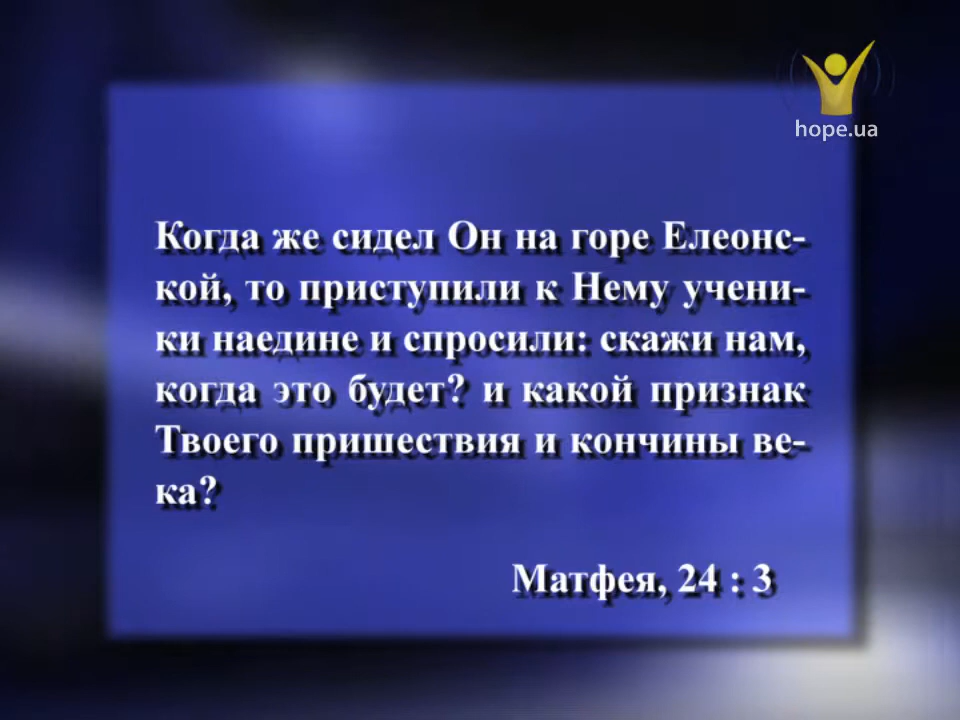 hope.ua
Когда же сидел Он на горе Елеонс-
кой, то приступили к Нему учени-
ки наедине и спросили: скажи нам,
когда это будет? и какой признак
Твоего пришествия и кончины ве-
ка?
Матфея, 24 : 3